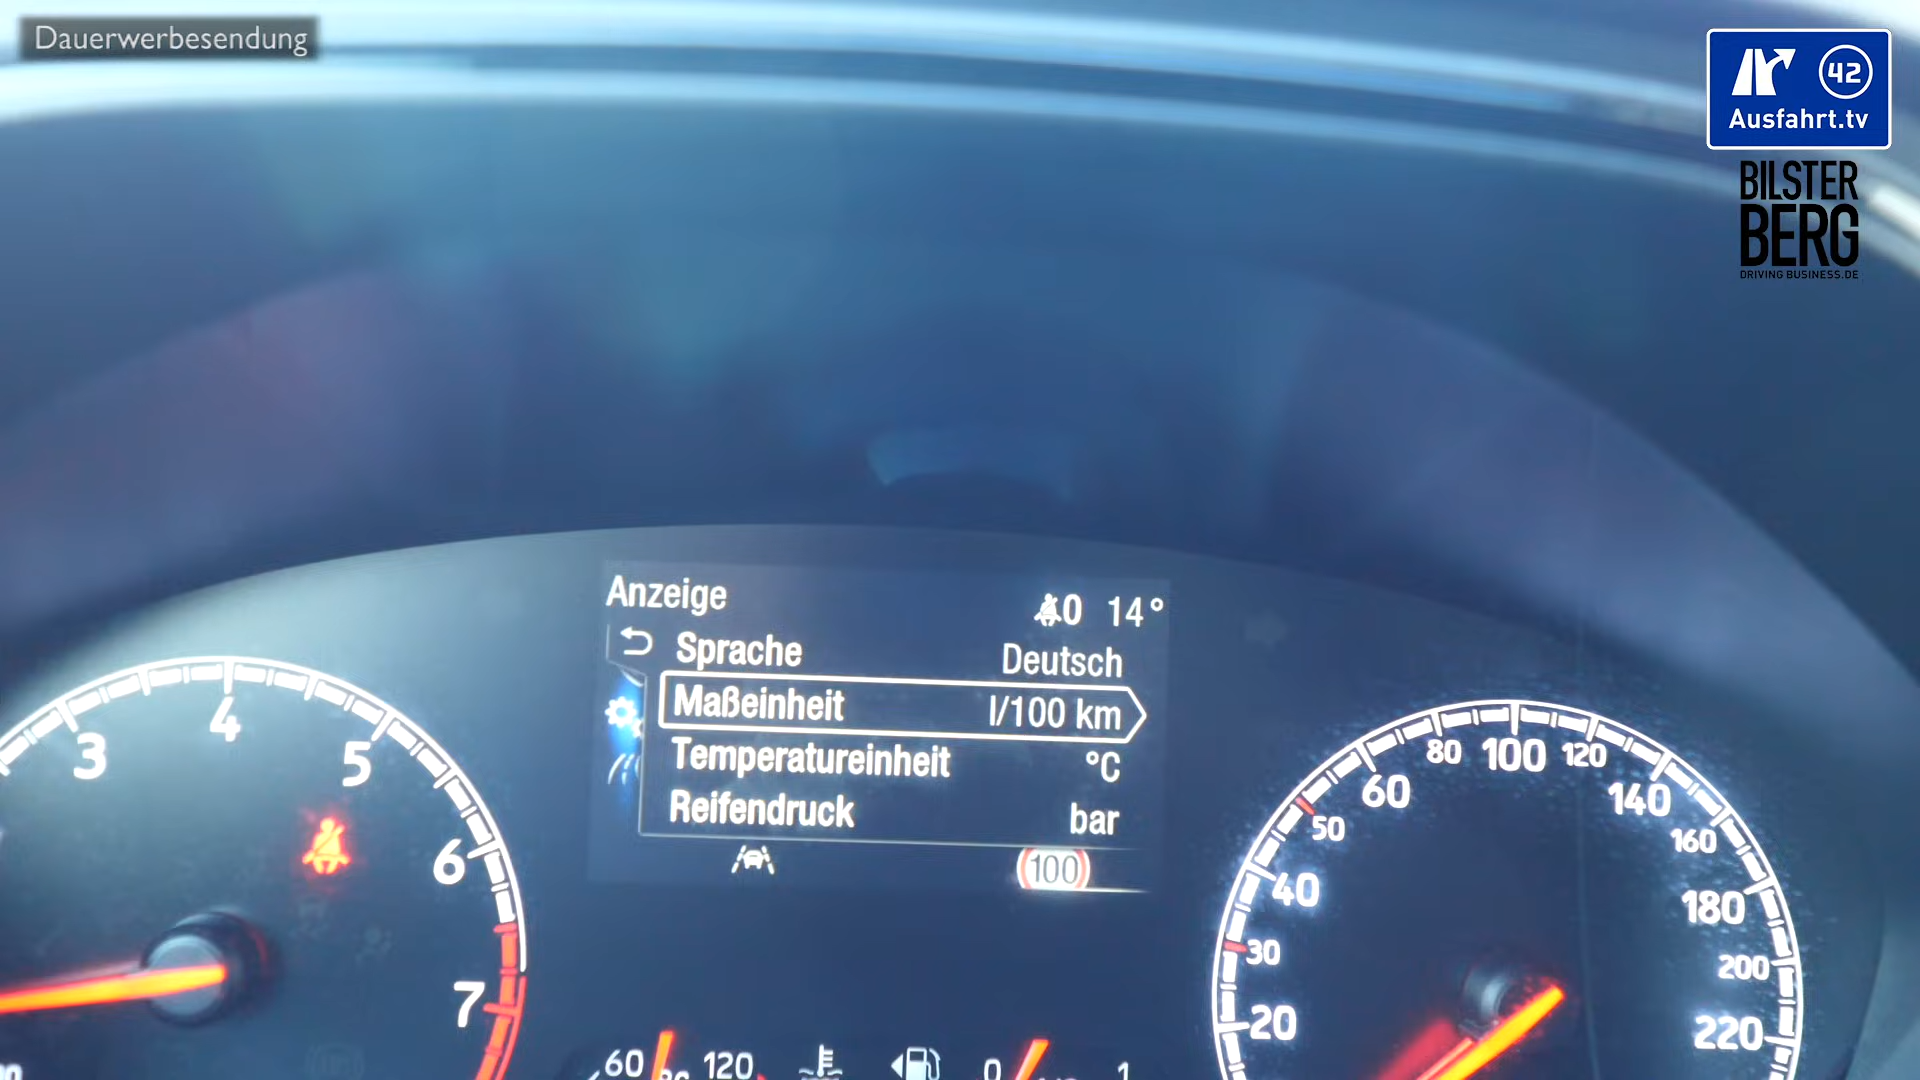 Dauerwerbesendung
42
Ausfahrt.tv
BILSTER
BERG
DRIVING BUSINESS.DE
Anzeige 0 14°
Sprache Deutsch
Maßeinheit l/100 km
Temperatureinheit °C
Reifendruck bar
100
3 4 5 6 7
20 30 40 50 60 80 100 120 140 160 180 200 220
60 120 0 1